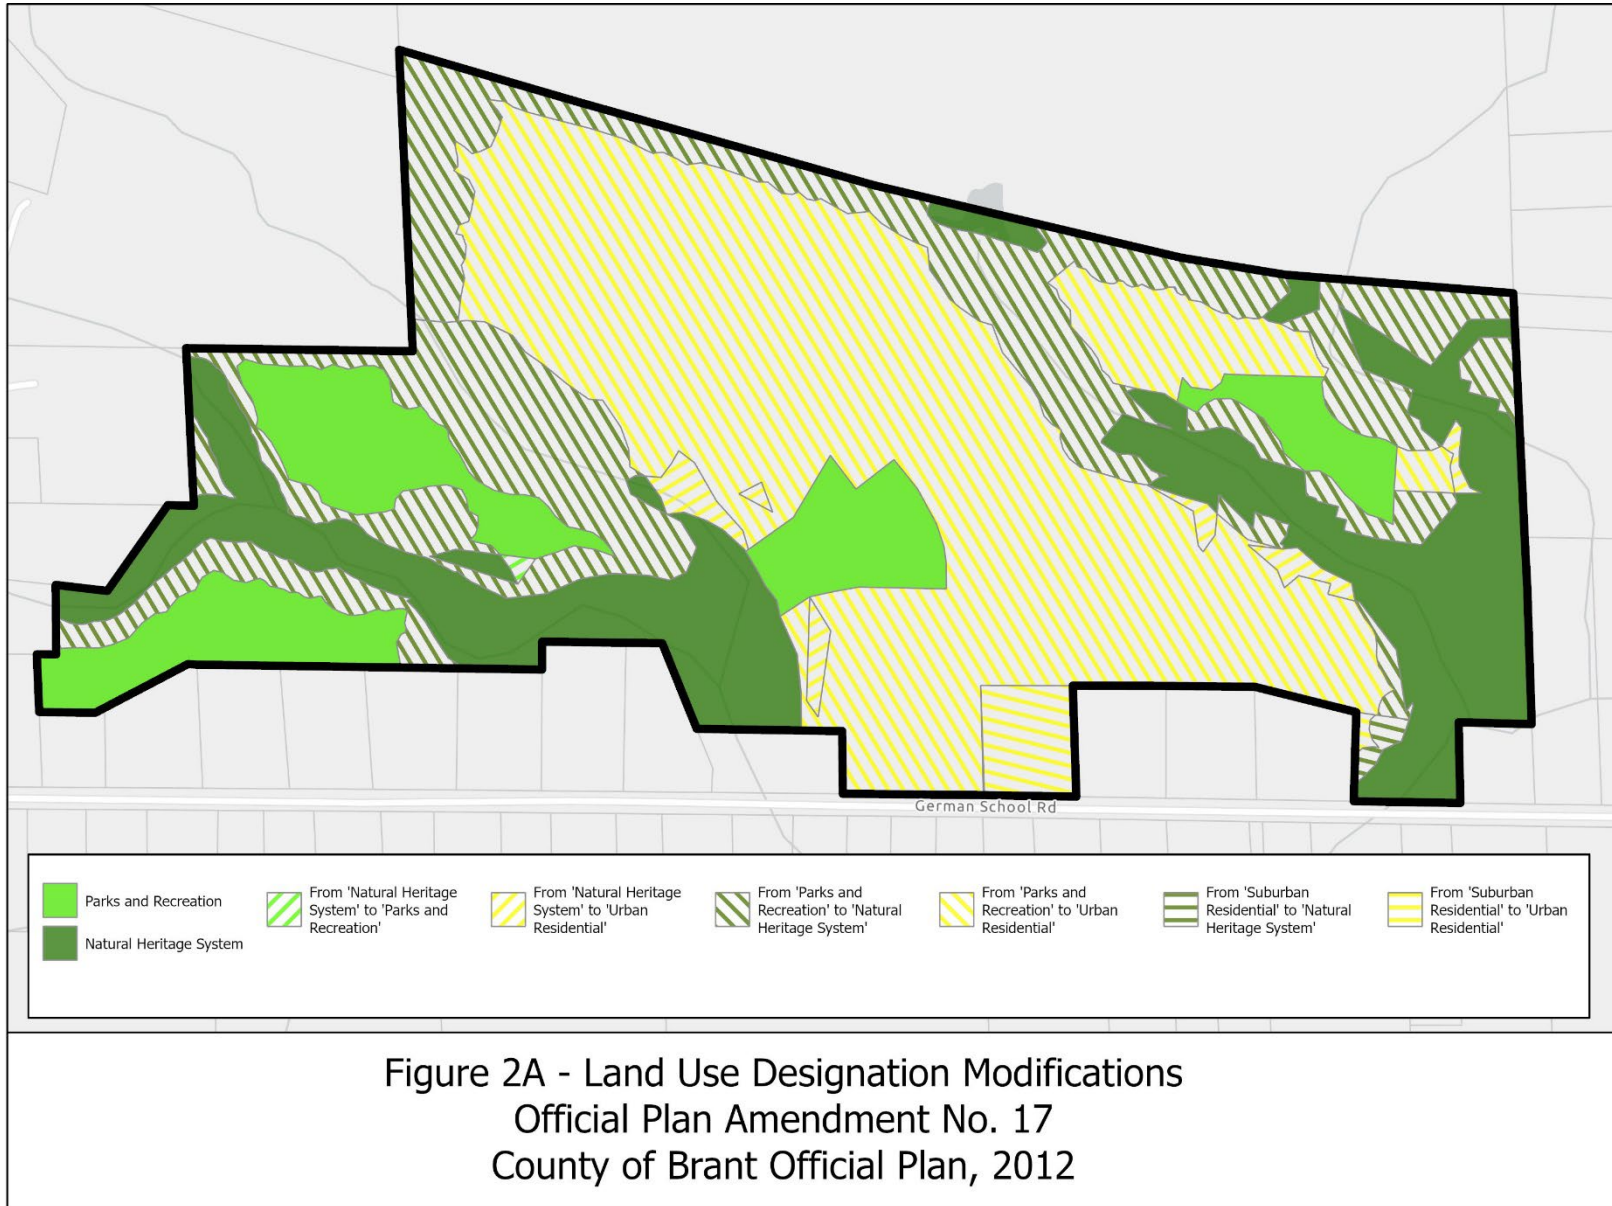 German School Rd
Parks and Recreation
Natural Heritage System
From 'Natural Heritage
System' to 'Parks and
Recreation'
From 'Natural Heritage
System' to 'Urban
Residential'
From 'Parks and
Recreation' to 'Natural
Heritage System'
From 'Parks and
Recreation' to 'Urban
Residential'
From 'Suburban
Residential' to 'Natural
Heritage System'
From 'Suburban
Residential' to 'Urban
Residential'
Figure 2A - Land Use Designation Modifications
Official Plan Amendment No. 17
County of Brant Official Plan, 2012